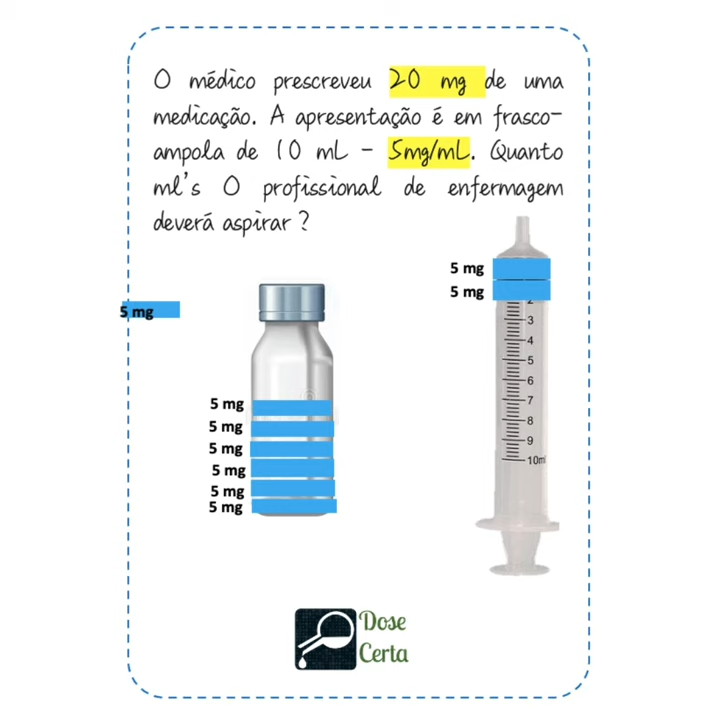 O médico prescreveu 20 mg de uma
medicação. A apresentação é em frasco-
ampola de 10 mL - 5mg/mL. Quanto
ml's O profissional de enfermagem
deverá aspirar ?
5 mg
5 mg
5 mg
5 mg
5 mg
5 mg
5 mg
5 mg
5 mg
2
3
4
5
6
7
8
9
10ml
Dose
Certa